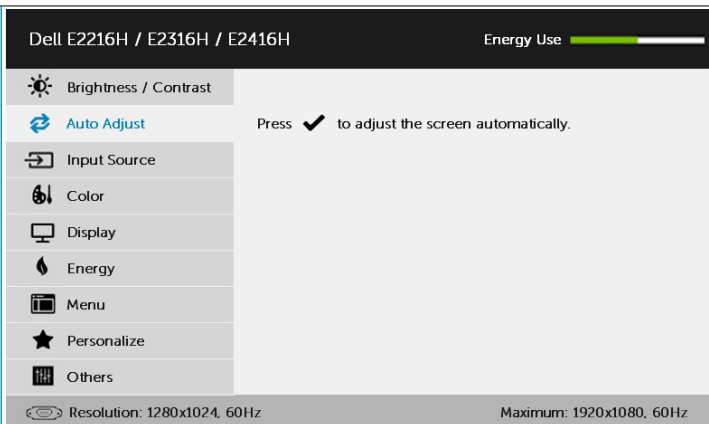 Dell E2216H / E2316H / E2416H
Energy Use
Brightness / Contrast
Auto Adjust
Press ✔ to adjust the screen automatically.
Input Source
Color
Display
Energy
Menu
Personalize
Others
Resolution: 1280x1024, 60Hz
Maximum: 1920x1080, 60Hz